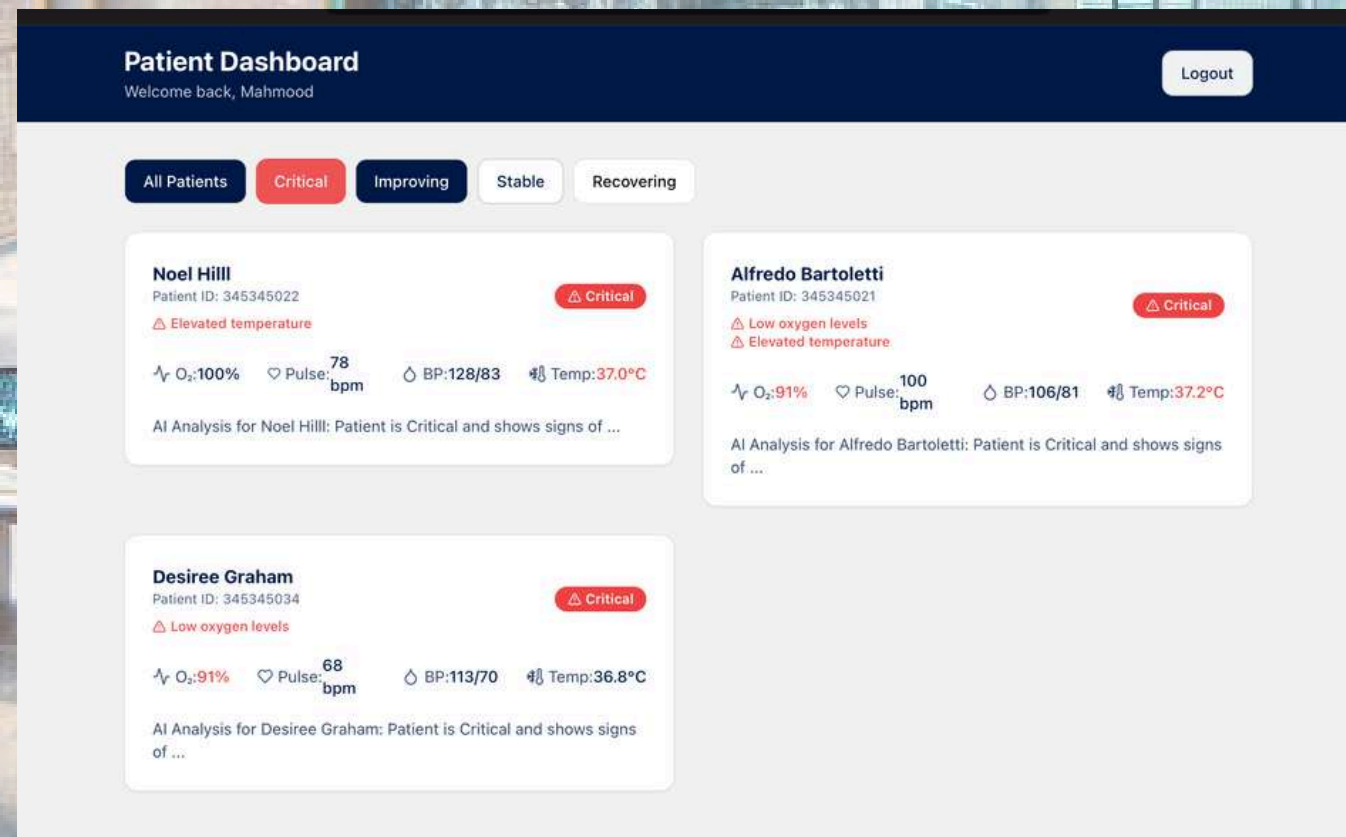 Patient Dashboard
Welcome back, Mahmood
Logout
All Patients
Critical
Improving
Stable
Recovering
Noel Hilll
Patient ID: 345345022
Critical
Elevated temperature
O₂:100%
Pulse:78 bpm
BP:128/83
Temp:37.0°C
AI Analysis for Noel Hilll: Patient is Critical and shows signs of ...
Alfredo Bartoletti
Patient ID: 345345021
Critical
Low oxygen levels
Elevated temperature
O₂:91%
Pulse:100 bpm
BP:106/81
Temp:37.2°C
AI Analysis for Alfredo Bartoletti: Patient is Critical and shows signs
of ...
Desiree Graham
Patient ID: 345345034
Critical
Low oxygen levels
O₂:91%
Pulse:68 bpm
BP:113/70
Temp:36.8°C
AI Analysis for Desiree Graham: Patient is Critical and shows signs
of ...